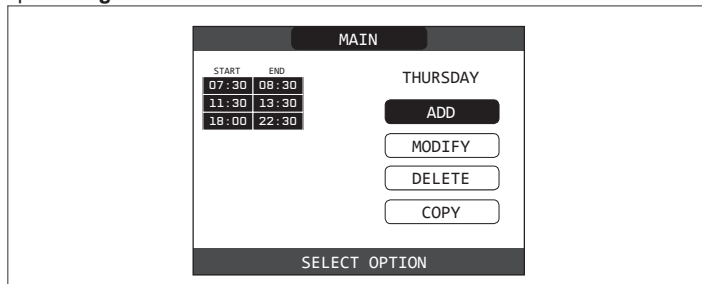 MAIN
START END
07:30 08:30
11:30 13:30
18:00 22:30
THURSDAY
ADD
MODIFY
DELETE
COPY
SELECT OPTION